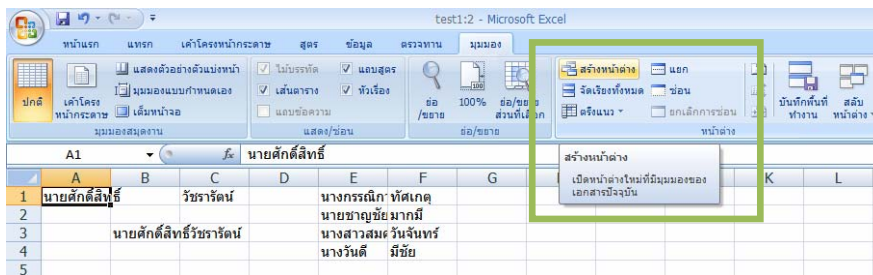 test1:2 - Microsoft Excel
หน้าแรก แทรก เค้าโครงหน้ากระดาษ สูตร ข้อมูล ตรวจทาน มุมมอง
ปกติ
เค้าโครง
หน้ากระดาษ
แสดงตัวอย่างตัวแบ่งหน้า
มุมมองแบบกำหนดเอง
เต็มหน้าจอ
มุมมองสมุดงาน
ไม้บรรทัด แถบสูตร
เส้นตาราง หัวเรื่อง
แถบข้อความ
แสดง/ซ่อน
ย่อ
/ขยาย
100%
ย่อ/ขยาย
ส่วนที่เลือก
ย่อ/ขยาย
สร้างหน้าต่าง แยก
จัดเรียงทั้งหมด ซ่อน
ตรึงแนว ยกเลิกการซ่อน
บันทึกพื้นที่
ทำงาน
สลับ
หน้าต่าง
หน้าต่าง
A1 fx นายศักดิ์สิทธิ์
สร้างหน้าต่าง
เปิดหน้าต่างใหม่ที่มีมุมมองของ
เอกสารปัจจุบัน
A B C D E F G K L
1 นายศักดิ์สิทธิ์ วัชรารัตน์ นางกรรณิกา ทัศเกตุ
2 นายชาญชัย มากมี
3 นายศักดิ์สิทธิ์วัชรารัตน์ นางสาวสม วันจันทร์
4 นางวันดี มีชัย
5